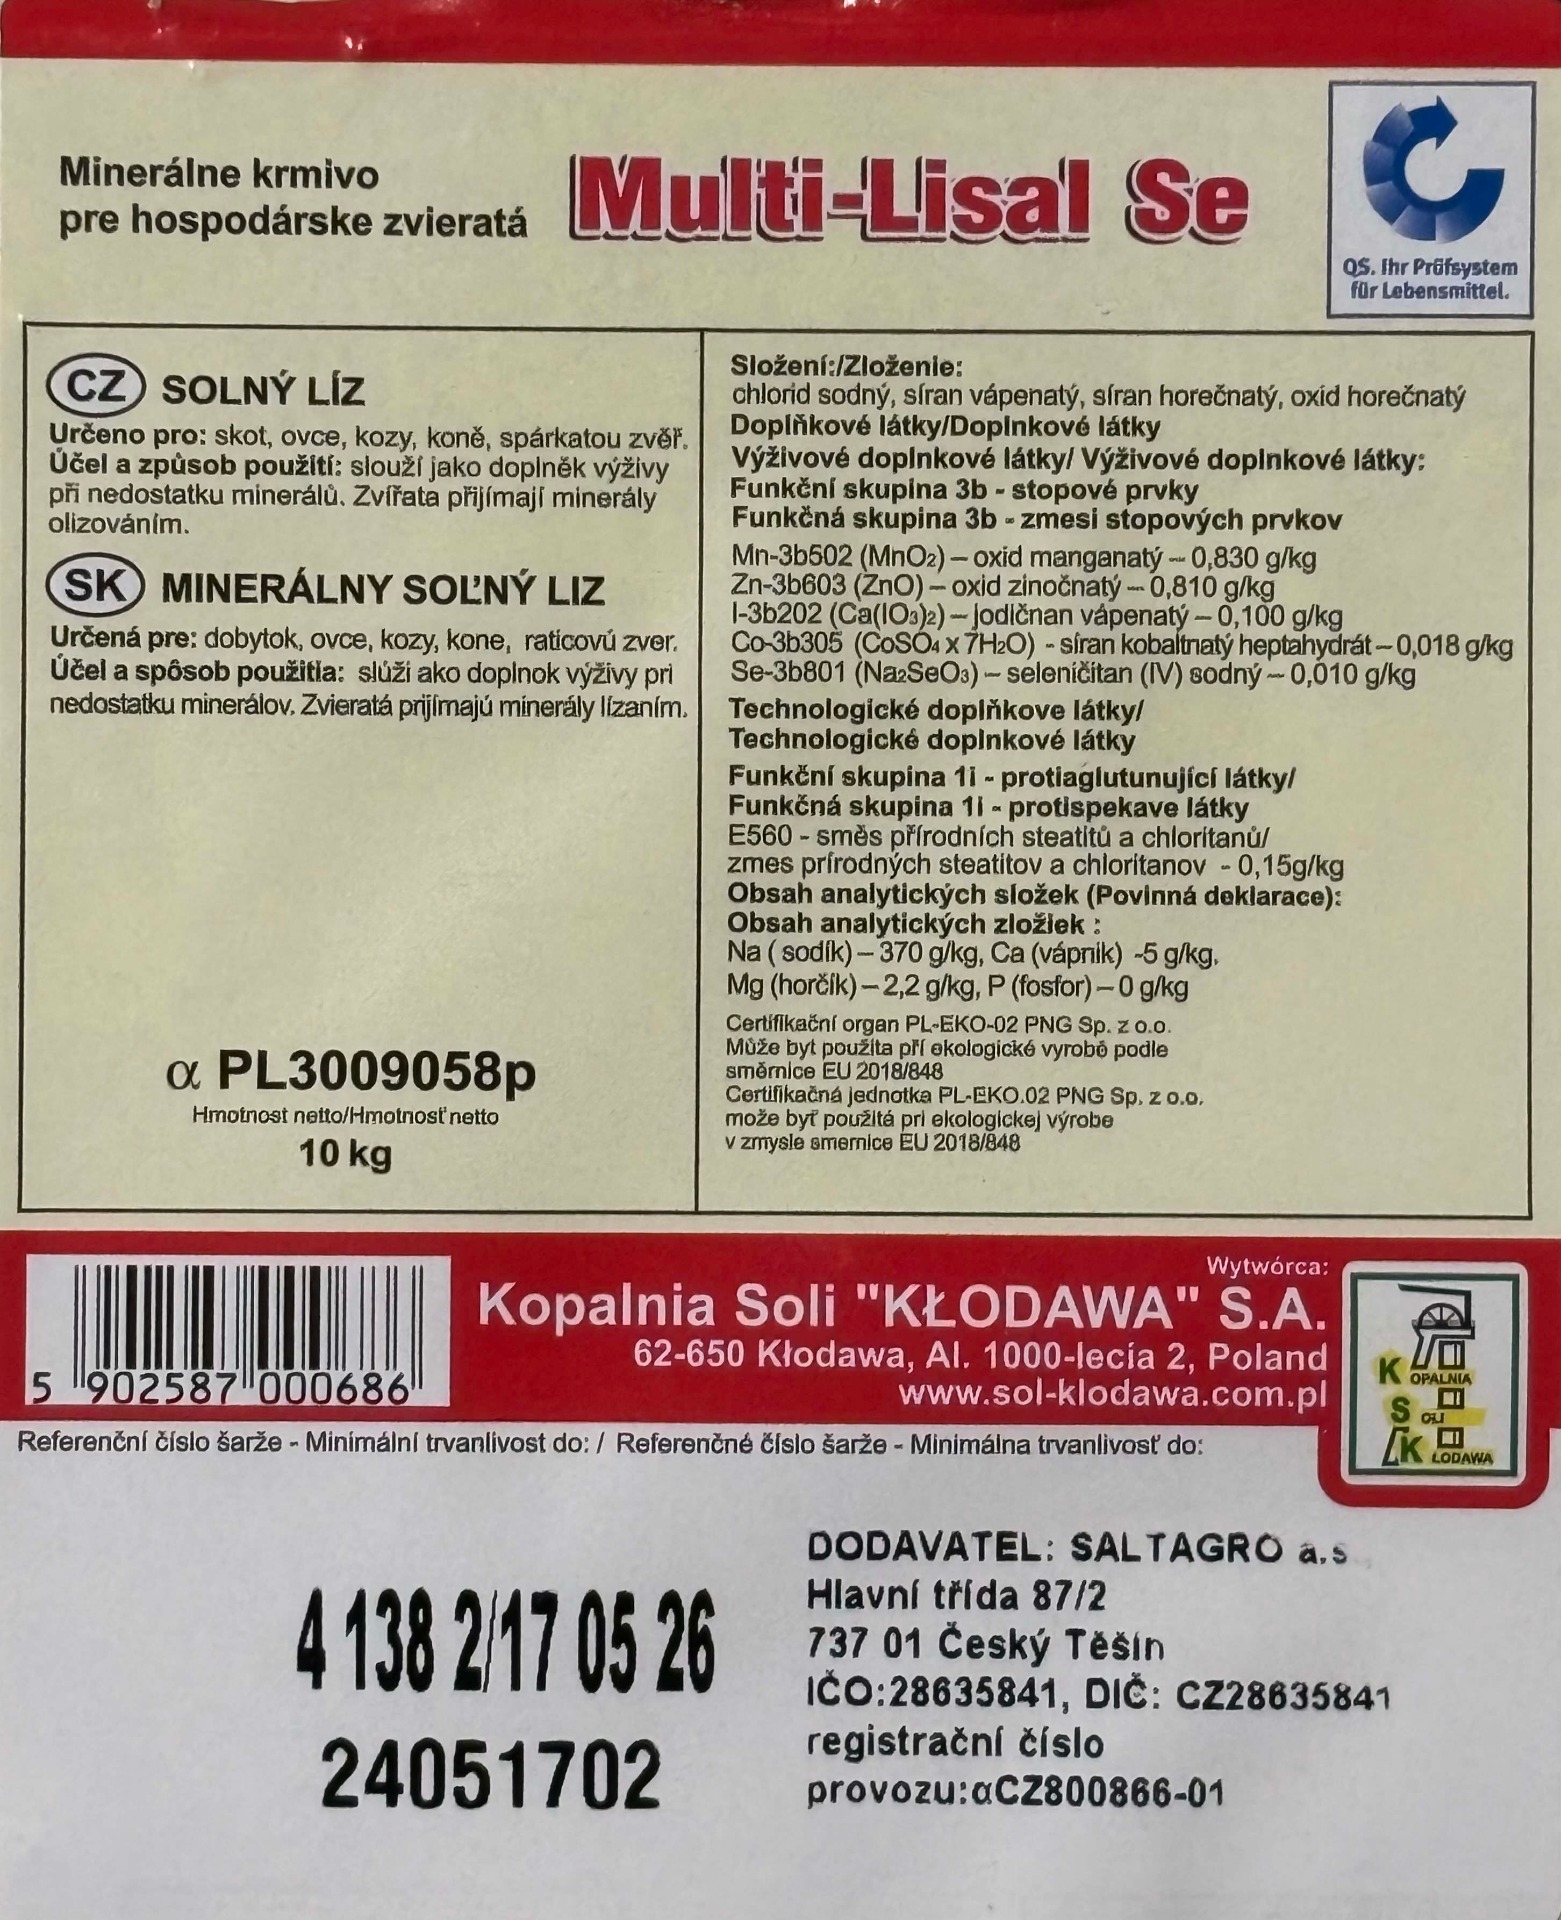 Minerálne krmivo
pre hospodárske zvieratá
Multi-Lisal Se
QS. Ihr Prüfsystem
für Lebensmittel.
CZ SOLNÝ LÍZ
Určeno pro: skot, ovce, kozy, koně, spárkatou zvěř.
Účel a způsob použití: slouží jako doplněk výživy
při nedostatku minerálů. Zvířata přijímají minerály
olizováním.
SK MINERÁLNY SOĽNÝ LIZ
Určená pre: dobytok, ovce, kozy, kone, raticovú zver.
Účel a spôsob použitia: slúži ako doplnok výživy pri
nedostatku minerálov. Zvieratá prijímajú minerály lízaním.
α PL3009058p
Hmotnost netto/Hmotnosť netto
10 kg
Složení:/Zloženie:
chlorid sodný, síran vápenatý, síran horečnatý, oxid horečnatý
Doplňkové látky/Doplnkové látky
Výživové doplnkové látky/ Výživové doplnkové látky:
Funkční skupina 3b - stopové prvky
Funkčná skupina 3b - zmesi stopových prvkov
Mn-3b502 (MnO₂) – oxid manganatý – 0,830 g/kg
Zn-3b603 (ZnO) – oxid zinočnatý – 0,810 g/kg
I-3b202 (Ca(IO₃)₂) – jodičnan vápenatý – 0,100 g/kg
Co-3b305 (CoSO₄ x 7H₂O) - síran kobaltnatý heptahydrát – 0,018 g/kg
Se-3b801 (Na₂SeO₃) – seleničitan (IV) sodný – 0,010 g/kg
Technologické doplňkove látky/
Technologické doplnkové látky
Funkční skupina 1i - protiaglutunující látky/
Funkčná skupina 1i - protispekave látky
E560 - směs přírodních steatitů a chloritanů/
zmes prírodných steatitov a chloritanov - 0,15g/kg
Obsah analytických složek (Povinná deklarace):
Obsah analytických zložiek :
Na ( sodík) – 370 g/kg, Ca (vápnik) -5 g/kg,
Mg (horčík) – 2,2 g/kg, P (fosfor) – 0 g/kg
Certifikační organ PL-EKO-02 PNG Sp. z o.o.
Může byt použita pří ekologické vyrobě podle
směrnice EU 2018/848
Certifikačná jednotka PL-EKO.02 PNG Sp. z o.o.
može byť použitá pri ekologickej výrobe
v zmysle smernice EU 2018/848
5 902587 000686
Wytwórca:
Kopalnia Soli "KŁODAWA" S.A.
62-650 Kłodawa, Al. 1000-lecia 2, Poland
www.sol-klodawa.com.pl
KOPALNIA
SOLI
KŁODAWA
Referenční číslo šarže - Minimální trvanlivost do: / Referenčné číslo šarže - Minimálna trvanlivosť do:
4 138 2/17 05 26
24051702
DODAVATEL: SALTAGRO a.s
Hlavní třída 87/2
737 01 Český Těšín
IČO:28635841, DIČ: CZ28635841
registrační číslo
provozu:αCZ800866-01